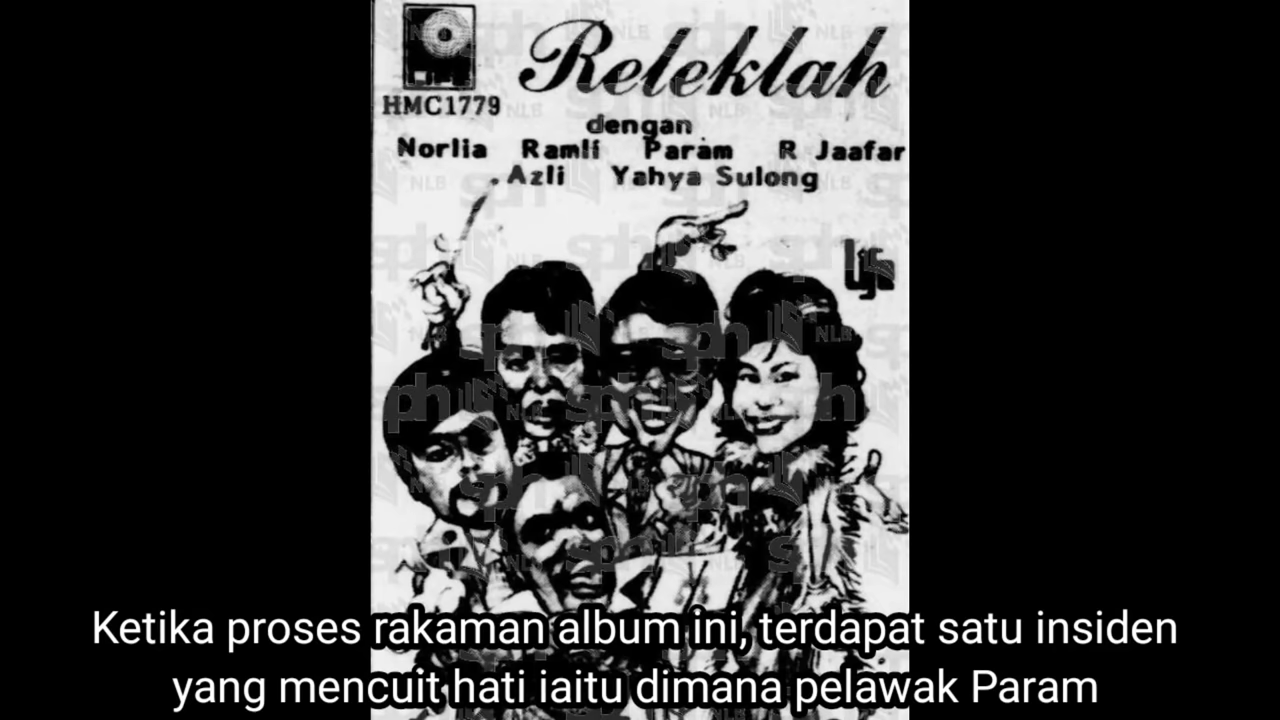 Releklah
HMC1779
dengan
Norlia Ramli Param R Jaafar
Azli Yahya Sulong
Ketika proses rakaman album ini, terdapat satu insiden
yang mencuit hati iaitu dimana pelawak Param